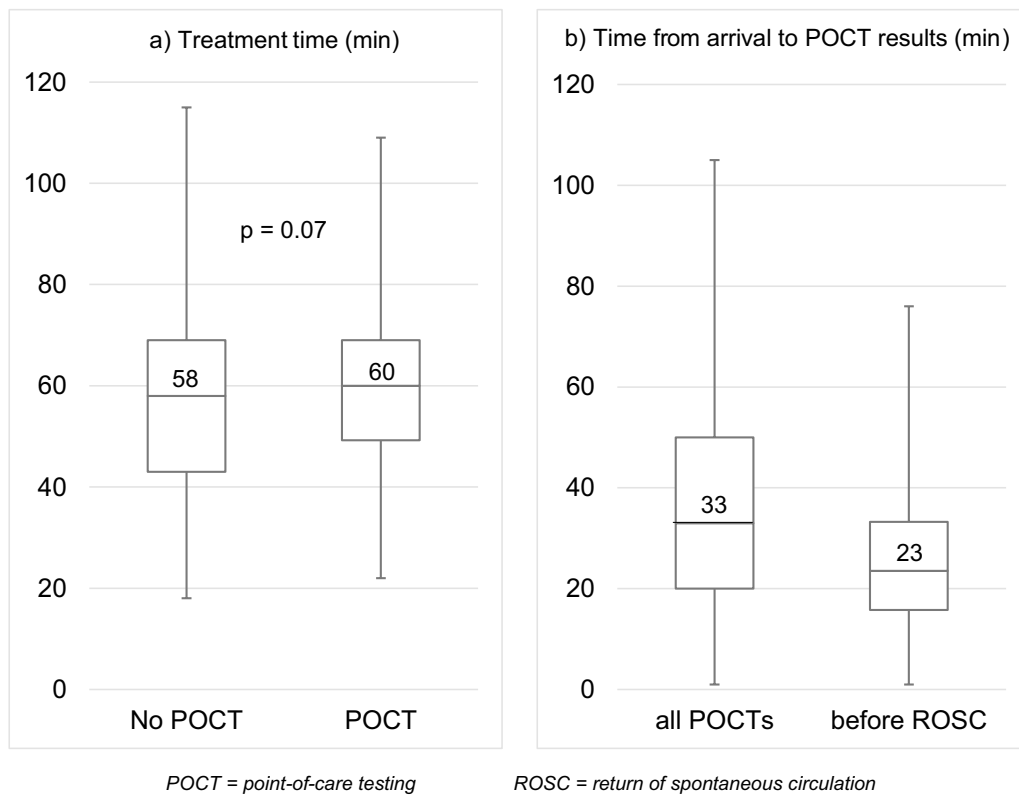 a) Treatment time (min)
120
100
80
60
40
20
0
p = 0.07
58
60
No POCT
POCT
b) Time from arrival to POCT results (min)
120
100
80
60
40
20
0
33
23
all POCTs
before ROSC
POCT = point-of-care testing
ROSC = return of spontaneous circulation